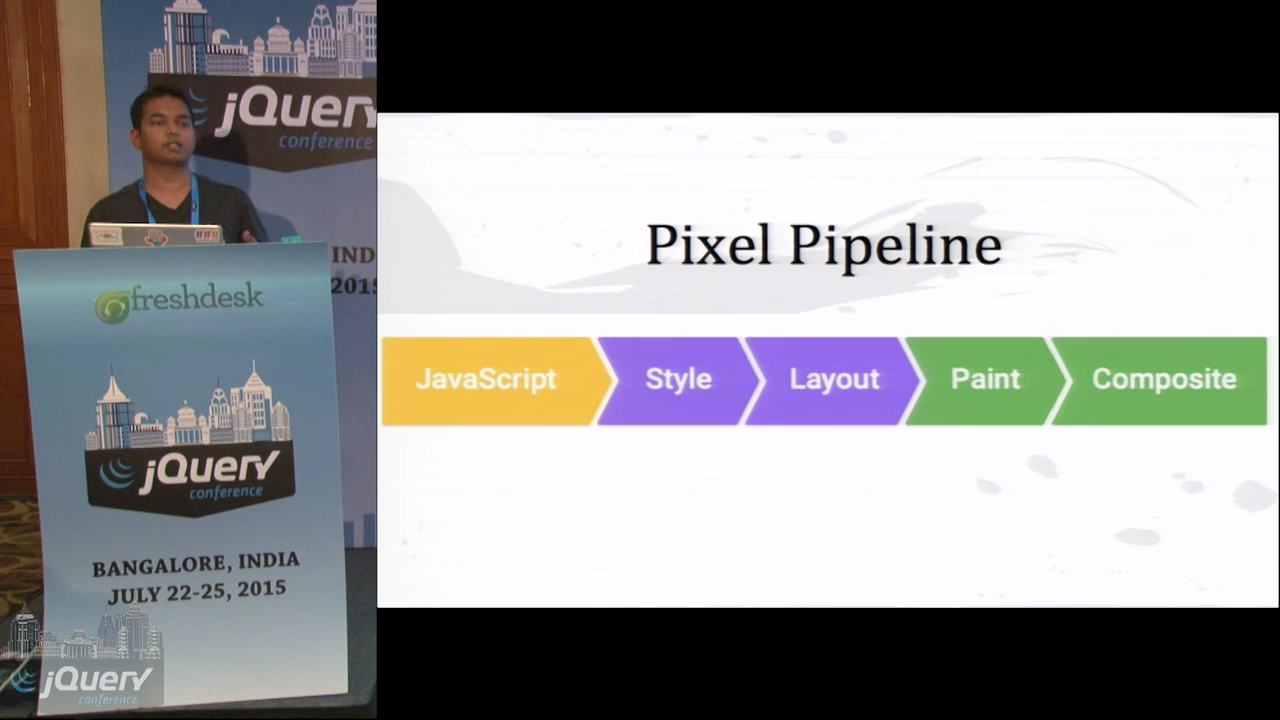 jQuery
conference
IND
2015
freshdesk
jQuery
conference
BANGALORE, INDIA
JULY 22-25, 2015
jQuery
conference
Pixel Pipeline
JavaScript
Style
Layout
Paint
Composite